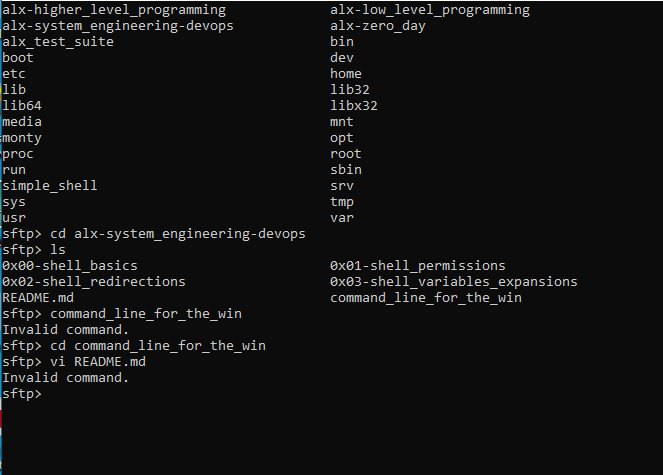 alx-higher_level_programming alx-low_level_programming
alx-system_engineering-devops alx-zero_day
alx_test_suite bin
boot dev
etc home
lib lib32
lib64 libx32
media mnt
monty opt
proc root
run sbin
simple_shell srv
sys tmp
usr var
sftp> cd alx-system_engineering-devops
sftp> ls
0x00-shell_basics 0x01-shell_permissions
0x02-shell_redirections 0x03-shell_variables_expansions
README.md command_line_for_the_win
sftp> command_line_for_the_win
Invalid command.
sftp> cd command_line_for_the_win
sftp> vi README.md
Invalid command.
sftp>